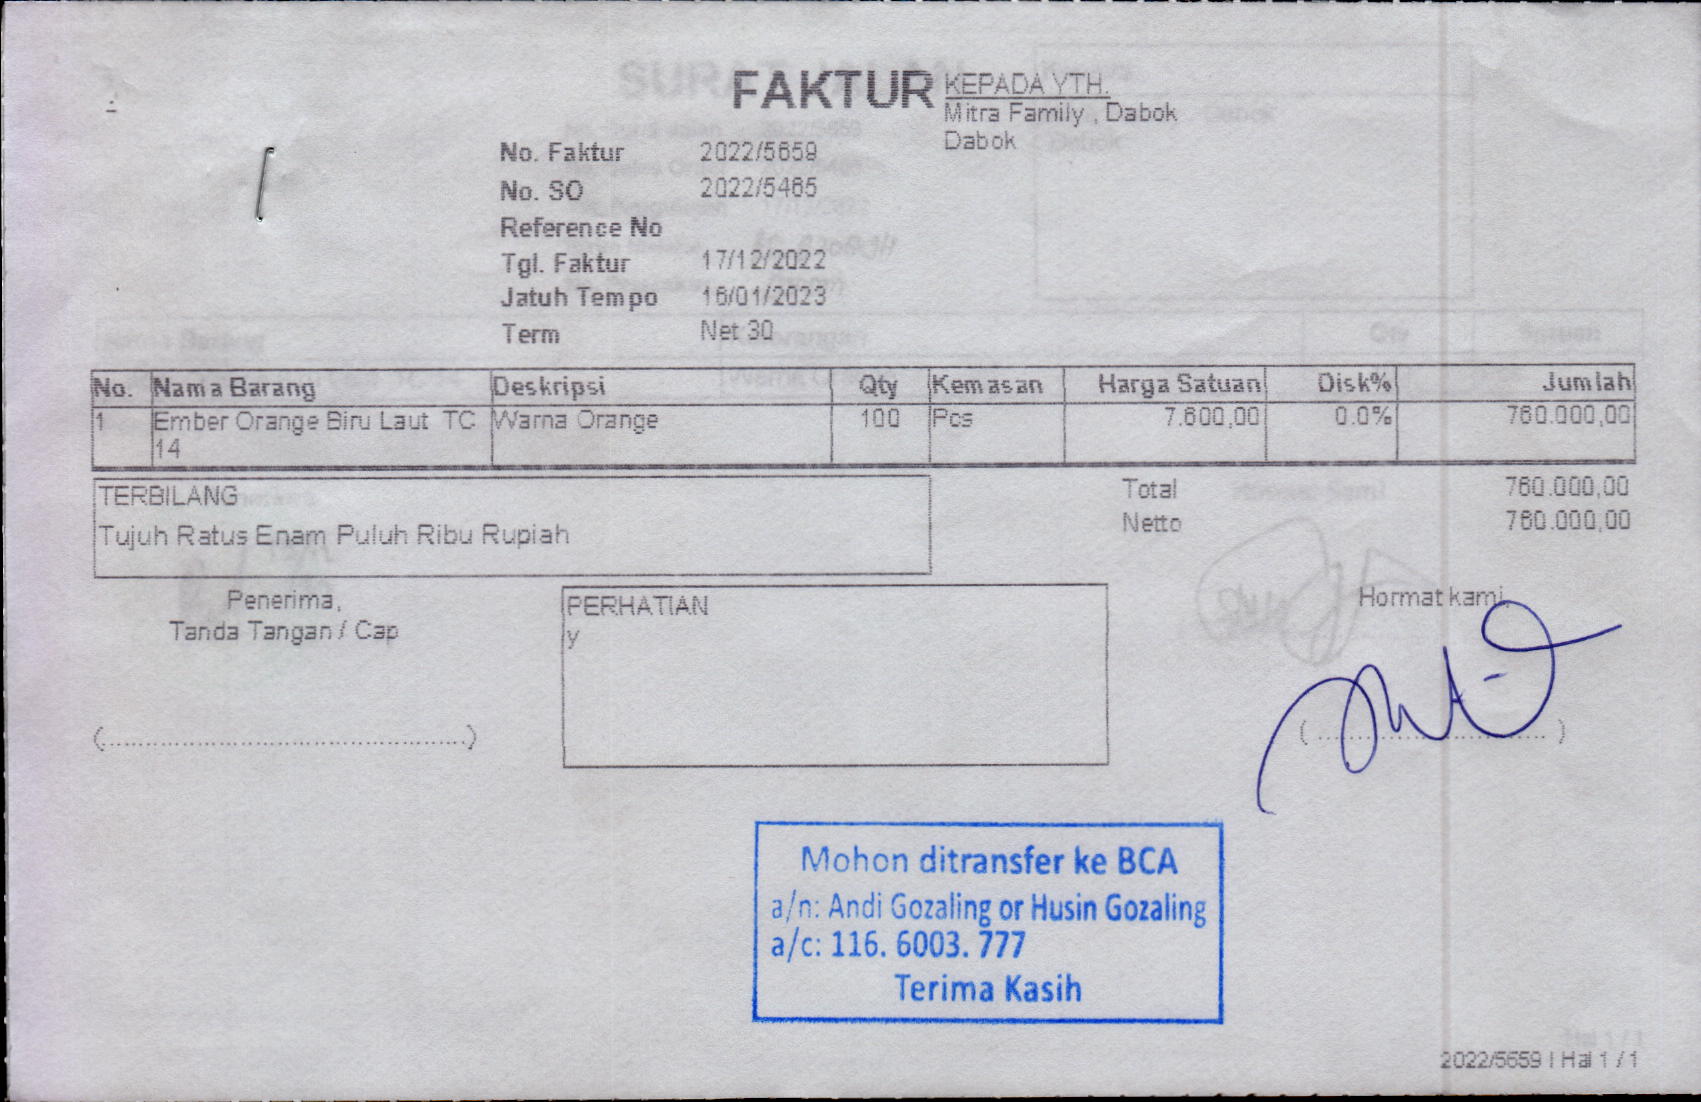 FAKTUR
KEPADA YTH.
Mitra Family , Dabok
Dabok
No. Faktur 2022/5659
No. SO 2022/5465
Reference No
Tgl. Faktur 17/12/2022
Jatuh Tempo 16/01/2023
Term Net 30
No. Nama Barang Deskripsi Qty Kemasan Harga Satuan Disk% Jumlah
1 Ember Orange Biru Laut TC Warna Orange 100 Pcs 7.600,00 0.0% 760.000,00
14
TERBILANG
Tujuh Ratus Enam Puluh Ribu Rupiah
Total 760.000,00
Netto 760.000,00
Penerima,
Tanda Tangan / Cap
(..............................................)
PERHATIAN
y
Hormat kami,
( ................................ )
Mohon ditransfer ke BCA
a/n: Andi Gozaling or Husin Gozaling
a/c: 116. 6003. 777
Terima Kasih
2022/5659 | Hal 1 / 1